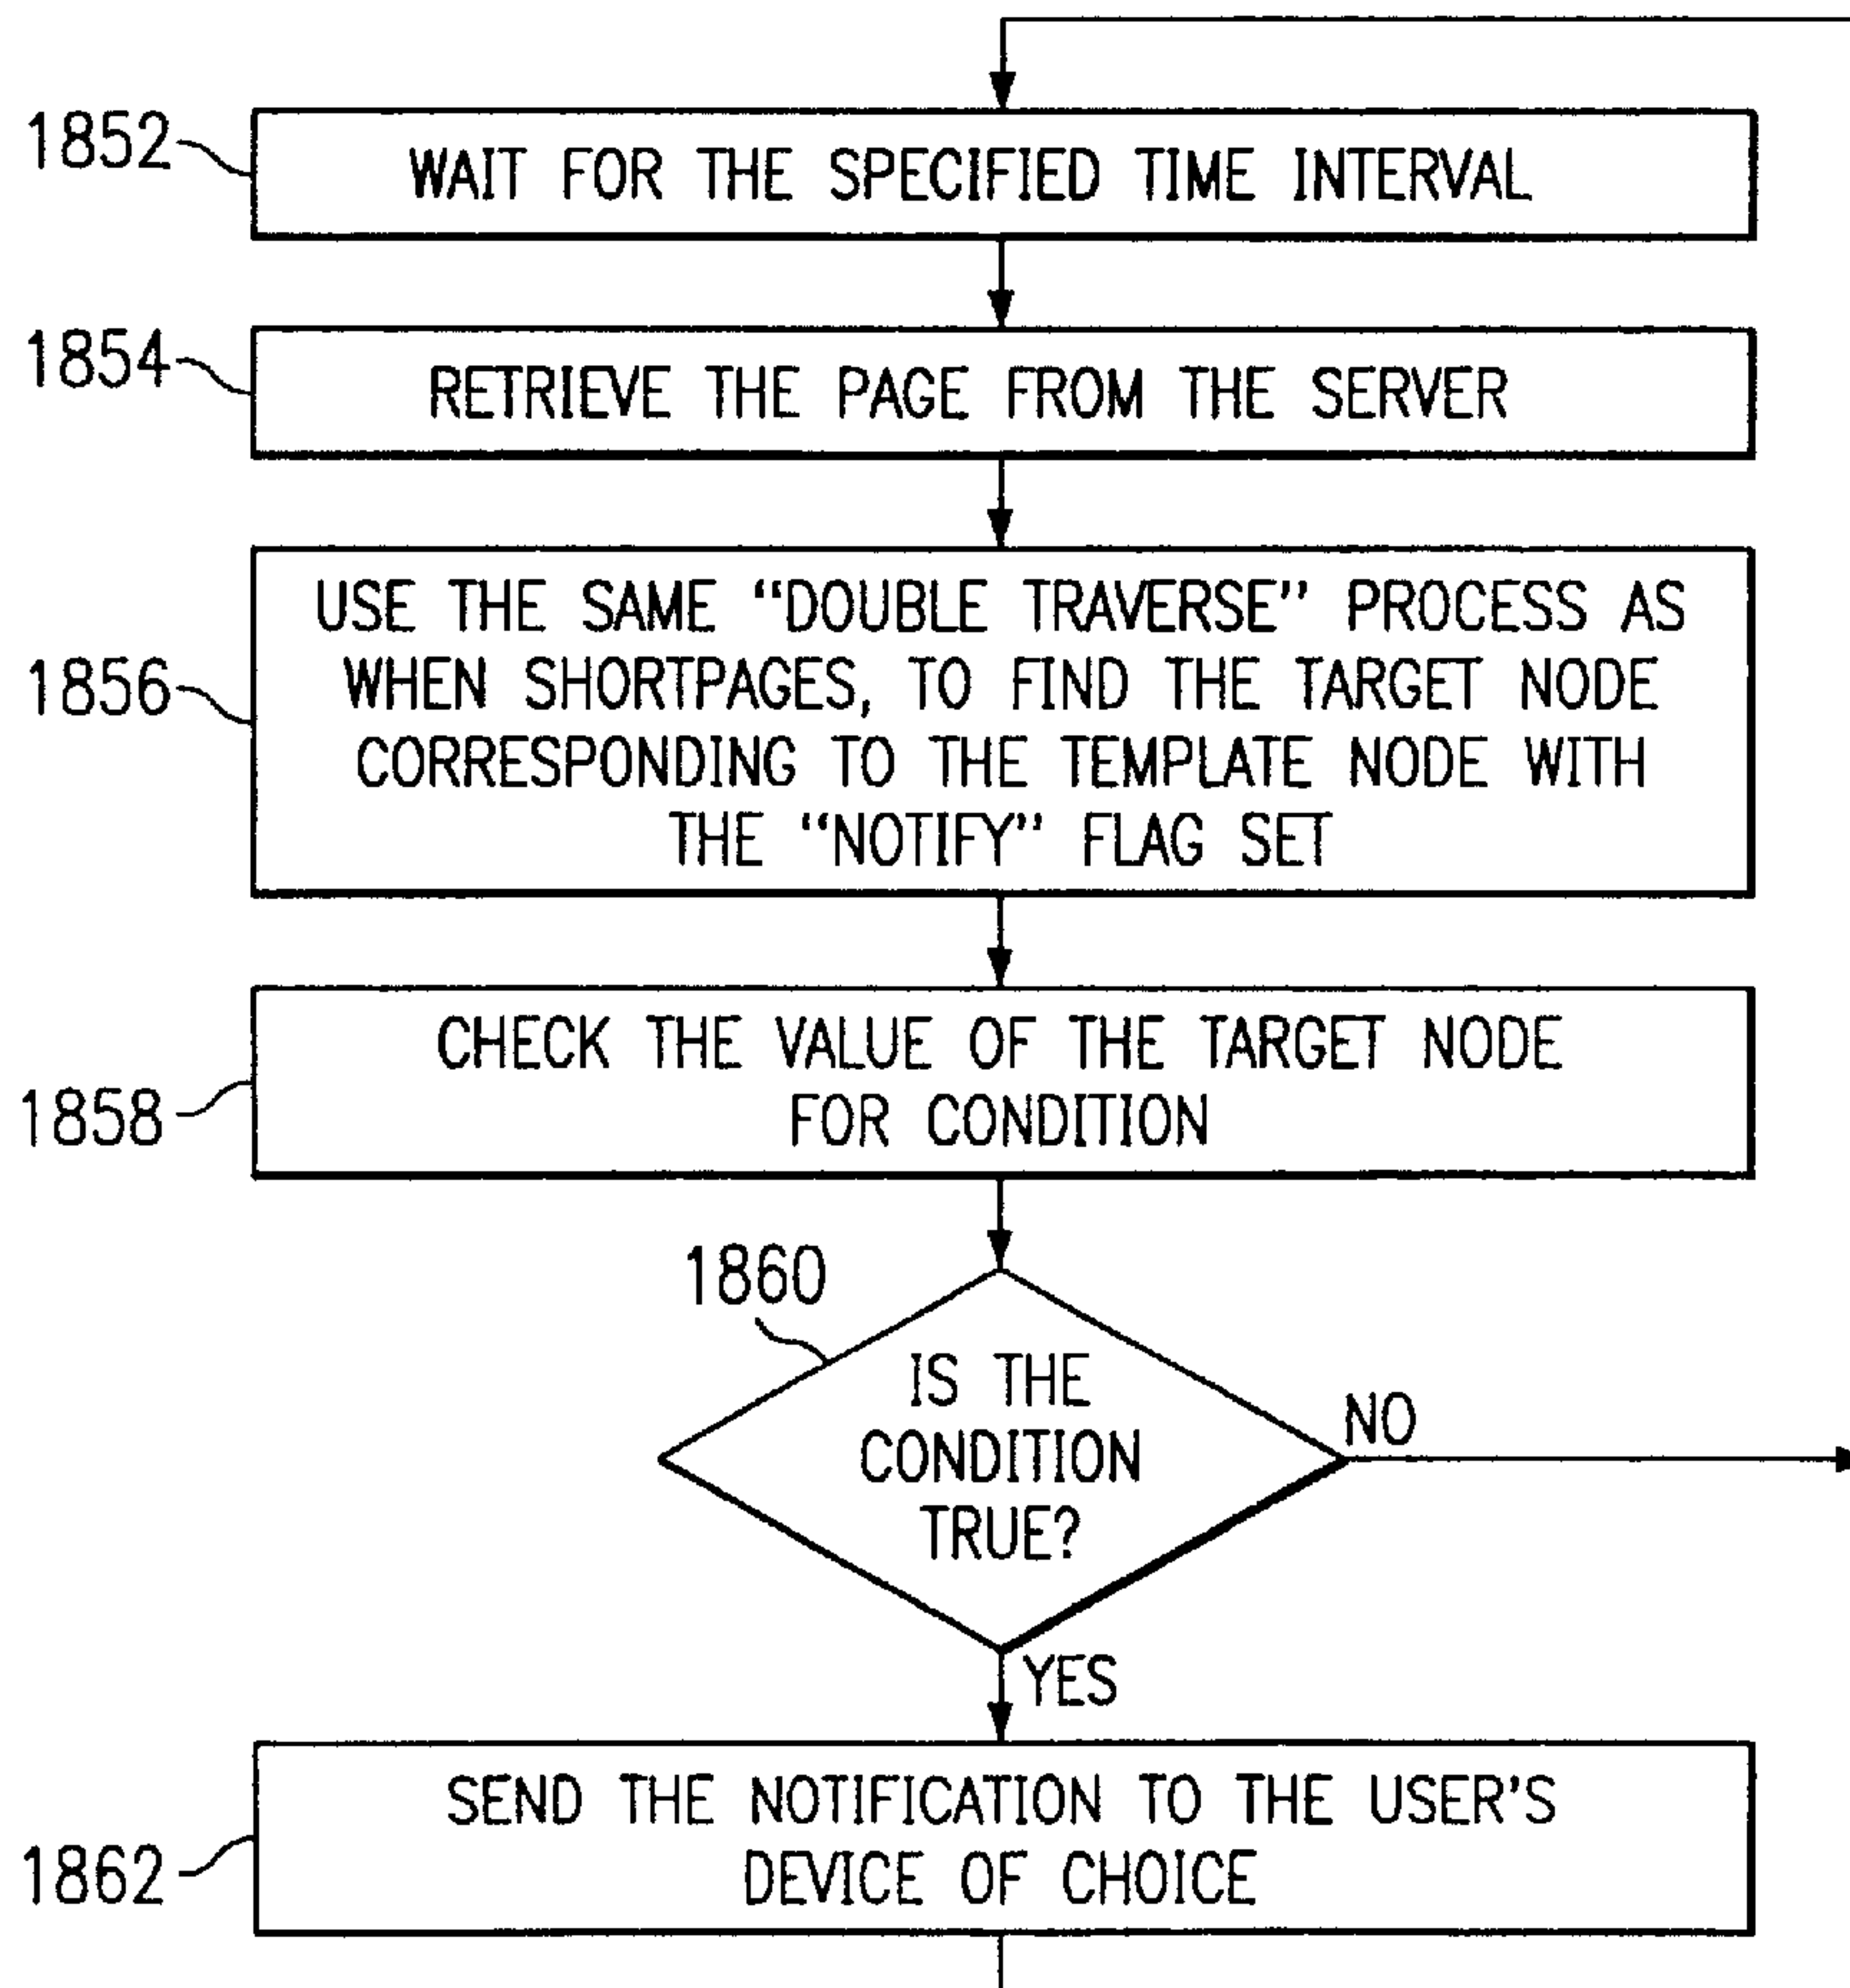 1852
WAIT FOR THE SPECIFIED TIME INTERVAL
1854
RETRIEVE THE PAGE FROM THE SERVER
1856
USE THE SAME “DOUBLE TRAVERSE” PROCESS AS
WHEN SHORTPAGES, TO FIND THE TARGET NODE
CORRESPONDING TO THE TEMPLATE NODE WITH
THE “NOTIFY” FLAG SET
1858
CHECK THE VALUE OF THE TARGET NODE
FOR CONDITION
1860
IS THE
CONDITION
TRUE?
NO
YES
1862
SEND THE NOTIFICATION TO THE USER'S
DEVICE OF CHOICE